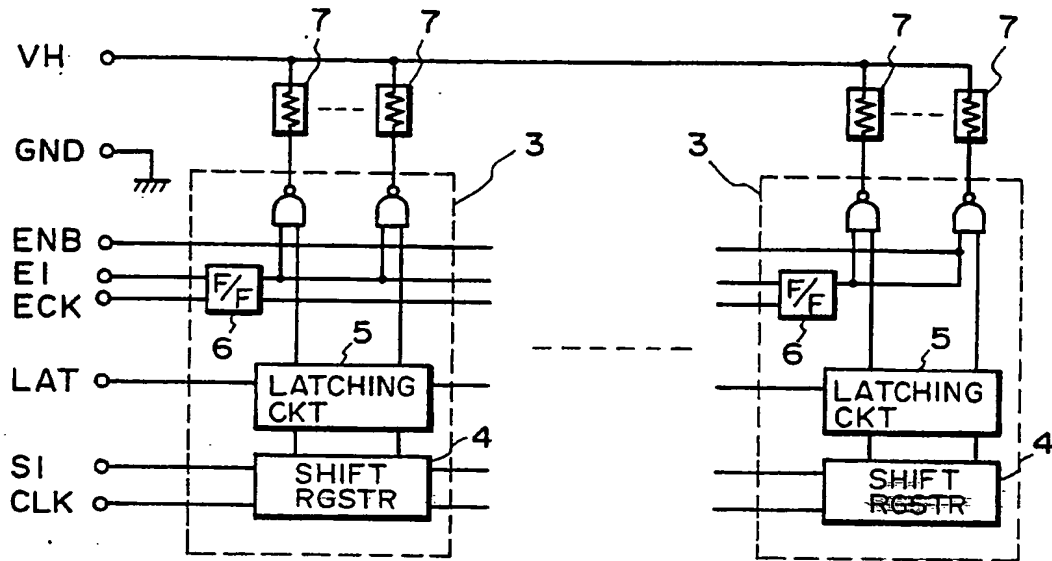 7 7 7 7
VH
GND
3 3
ENB
EI
F/F F/F
ECK
6 6
5 5
LAT
LATCHING CKT
LATCHING CKT
4 4
SI
SHIFT RGSTR
SHIFT RGSTR
CLK